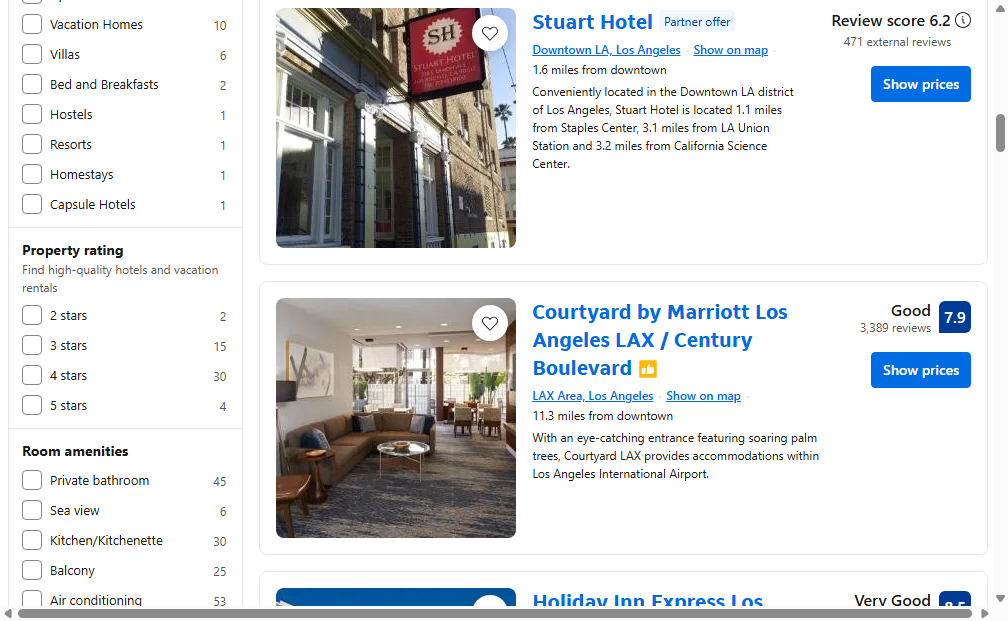 Vacation Homes 10
Villas 6
Bed and Breakfasts 2
Hostels 1
Resorts 1
Homestays 1
Capsule Hotels 1
Property rating
Find high-quality hotels and vacation
rentals
2 stars 2
3 stars 15
4 stars 30
5 stars 4
Room amenities
Private bathroom 45
Sea view 6
Kitchen/Kitchenette 30
Balcony 25
Air conditioning 53
SH
STUART HOTEL
Stuart Hotel Partner offer
Downtown LA, Los Angeles · Show on map ·
1.6 miles from downtown
Conveniently located in the Downtown LA district
of Los Angeles, Stuart Hotel is located 1.1 miles
from Staples Center, 3.1 miles from LA Union
Station and 3.2 miles from California Science
Center.
Review score 6.2
471 external reviews
Show prices
Courtyard by Marriott Los
Angeles LAX / Century
Boulevard
LAX Area, Los Angeles · Show on map ·
11.3 miles from downtown
With an eye-catching entrance featuring soaring palm
trees, Courtyard LAX provides accommodations within
Los Angeles International Airport.
Good 7.9
3,389 reviews
Show prices
Holiday Inn Express Los
Very Good 8.5